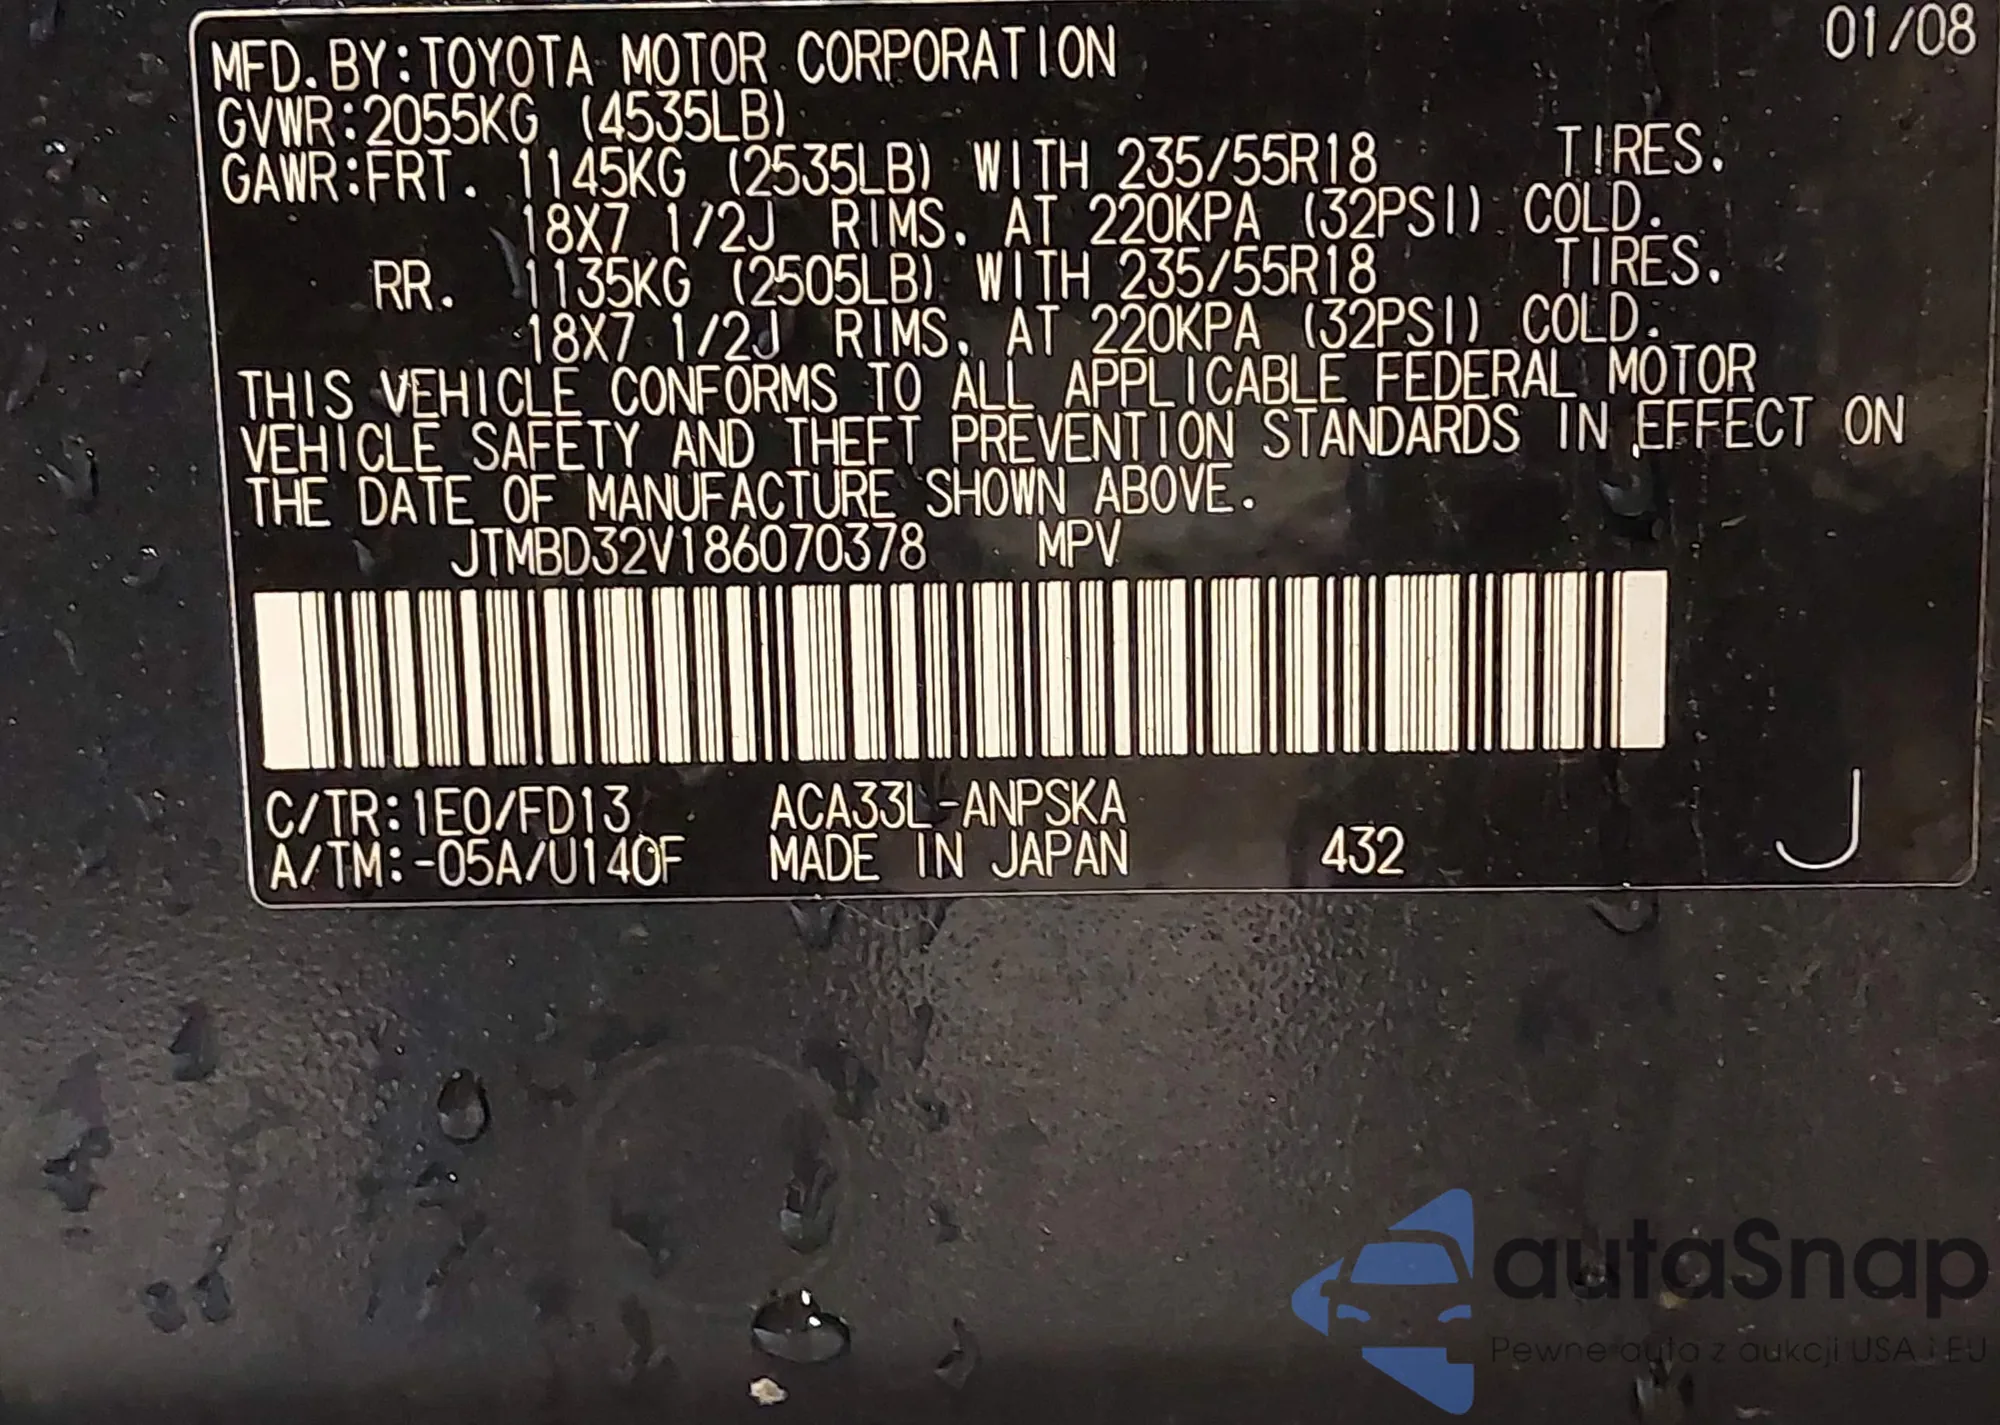 01/08
MFD.BY:TOYOTA MOTOR CORPORATION
GVWR:2055KG (4535LB)
GAWR:FRT. 1145KG (2535LB) WITH 235/55R18 TIRES.
18X7 1/2J RIMS. AT 220KPA (32PSI) COLD.
RR. 1135KG (2505LB) WITH 235/55R18 TIRES.
18X7 1/2J RIMS. AT 220KPA (32PSI) COLD.
THIS VEHICLE CONFORMS TO ALL APPLICABLE FEDERAL MOTOR
VEHICLE SAFETY AND THEFT PREVENTION STANDARDS IN EFFECT ON
THE DATE OF MANUFACTURE SHOWN ABOVE.
JTMBD32V186070378 MPV
C/TR:1E0/FD13 ACA33L-ANPSKA
A/TM:-05A/U140F MADE IN JAPAN 432 J
autoSnap
Pewne auta z aukcji USA i EU